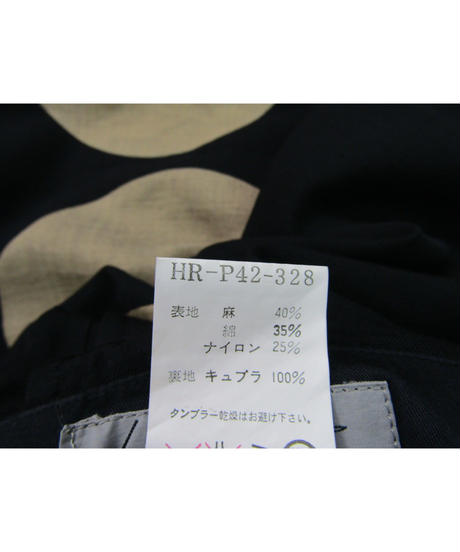 HR-P42-328
表地 麻 40%
綿 35%
ナイロン 25%
裏地 キュプラ 100%
タンブラー乾燥はお避け下さい。